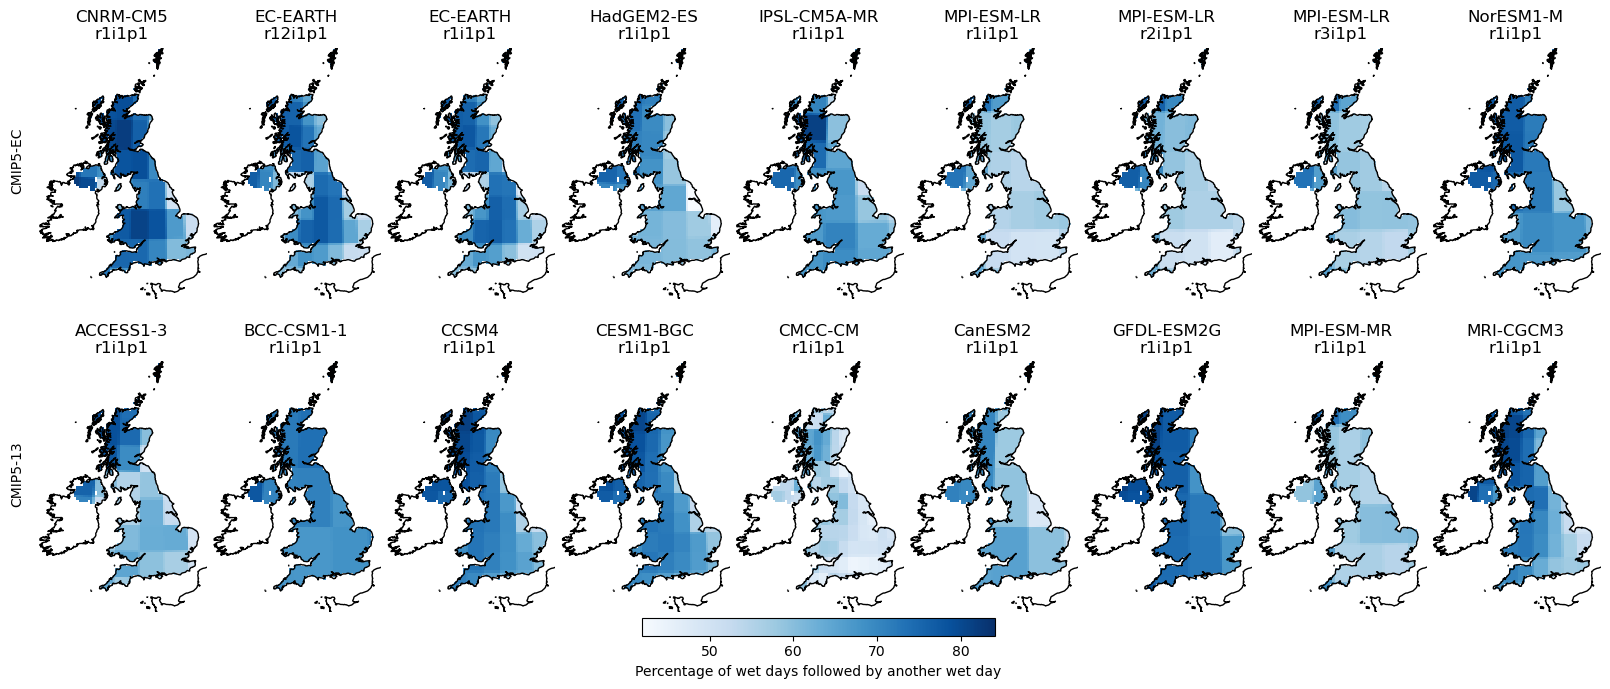 CNRM-CM5 EC-EARTH EC-EARTH HadGEM2-ES IPSL-CM5A-MR MPI-ESM-LR MPI-ESM-LR MPI-ESM-LR NorESM1-M
r1i1p1 r12i1p1 r1i1p1 r1i1p1 r1i1p1 r1i1p1 r2i1p1 r3i1p1 r1i1p1
CMIP5-EC
ACCESS1-3 BCC-CSM1-1 CCSM4 CESM1-BGC CMCC-CM CanESM2 GFDL-ESM2G MPI-ESM-MR MRI-CGCM3
r1i1p1 r1i1p1 r1i1p1 r1i1p1 r1i1p1 r1i1p1 r1i1p1 r1i1p1 r1i1p1
CMIP5-13
50 60 70 80
Percentage of wet days followed by another wet day